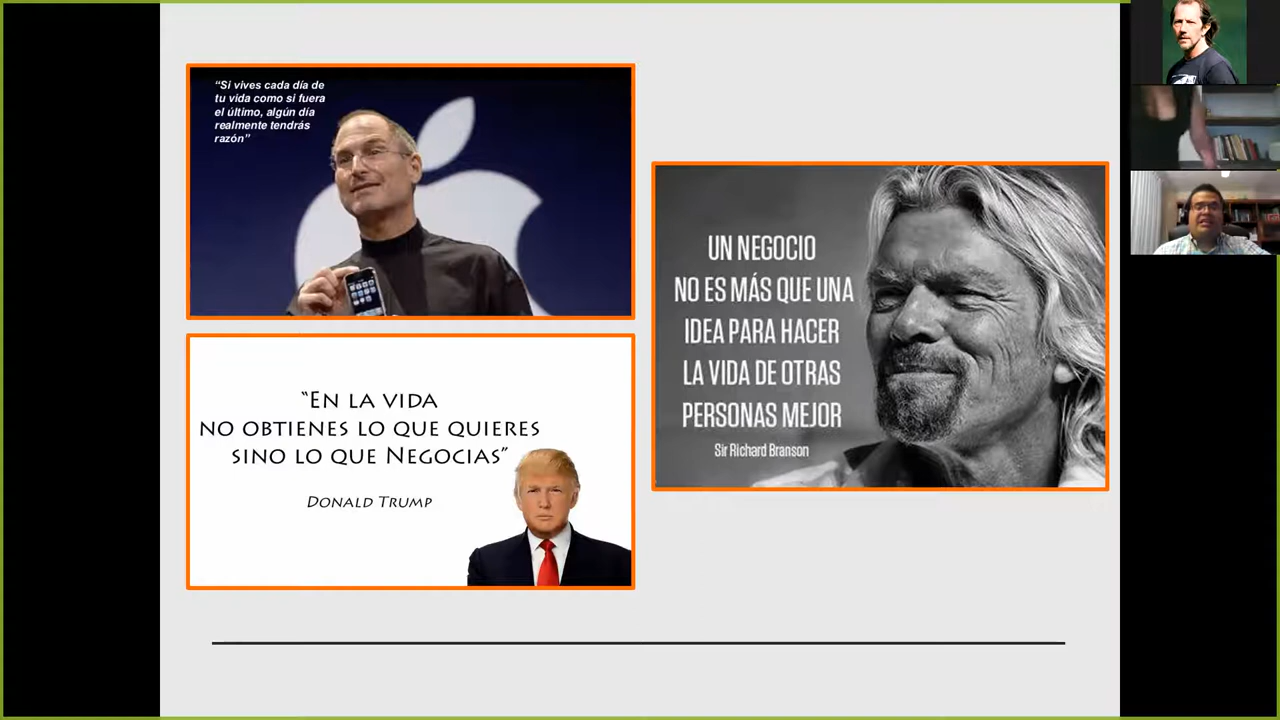 “Si vives cada día de
tu vida como si fuera
el último, algún día
realmente tendrás
razón”
“EN LA VIDA
NO OBTIENES LO QUE QUIERES
SINO LO QUE NEGOCIAS”
DONALD TRUMP
UN NEGOCIO
NO ES MÁS QUE UNA
IDEA PARA HACER
LA VIDA DE OTRAS
PERSONAS MEJOR
Sir Richard Branson